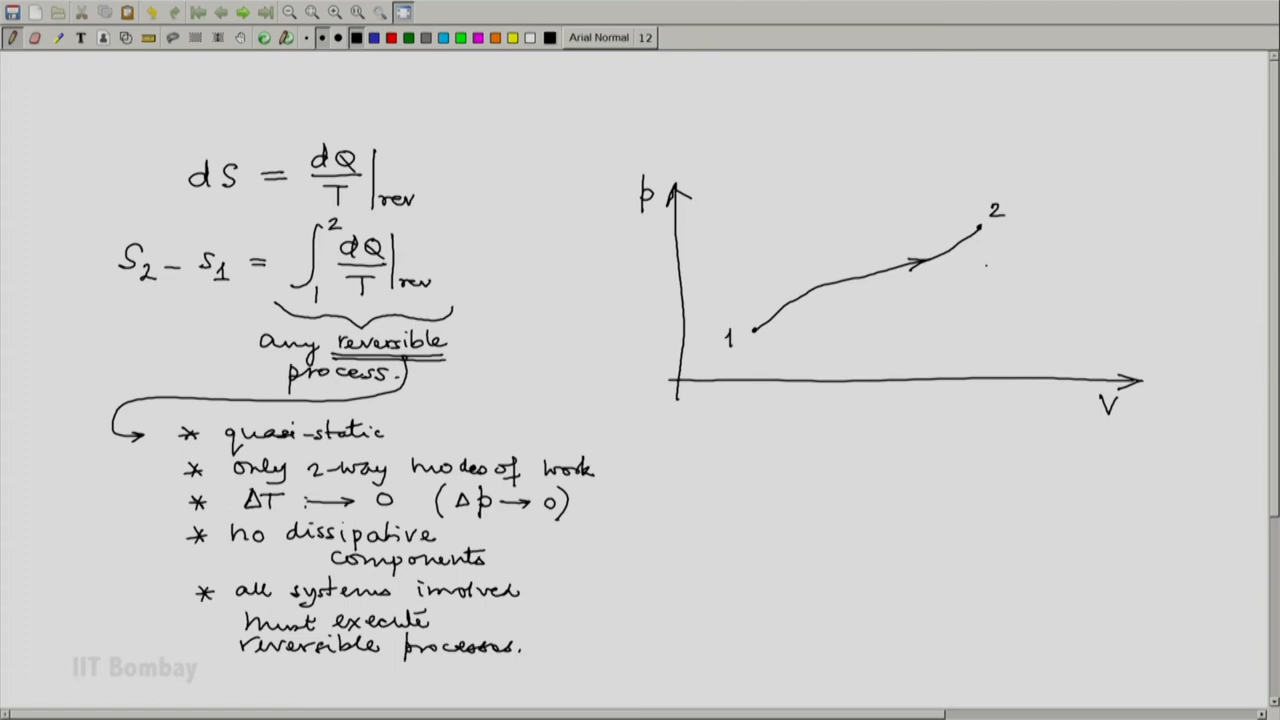 Arial Normal 12
dS = dQ/T |rev
S2 - S1 = ∫1^2 dQ/T |rev
any reversible
process.
* quasi-static
* only 2-way modes of work
* ΔT : → 0 (Δp → 0)
* no dissipative
components
* all systems involved
must execute
reversible processes.
p
2
1
V
IIT Bombay